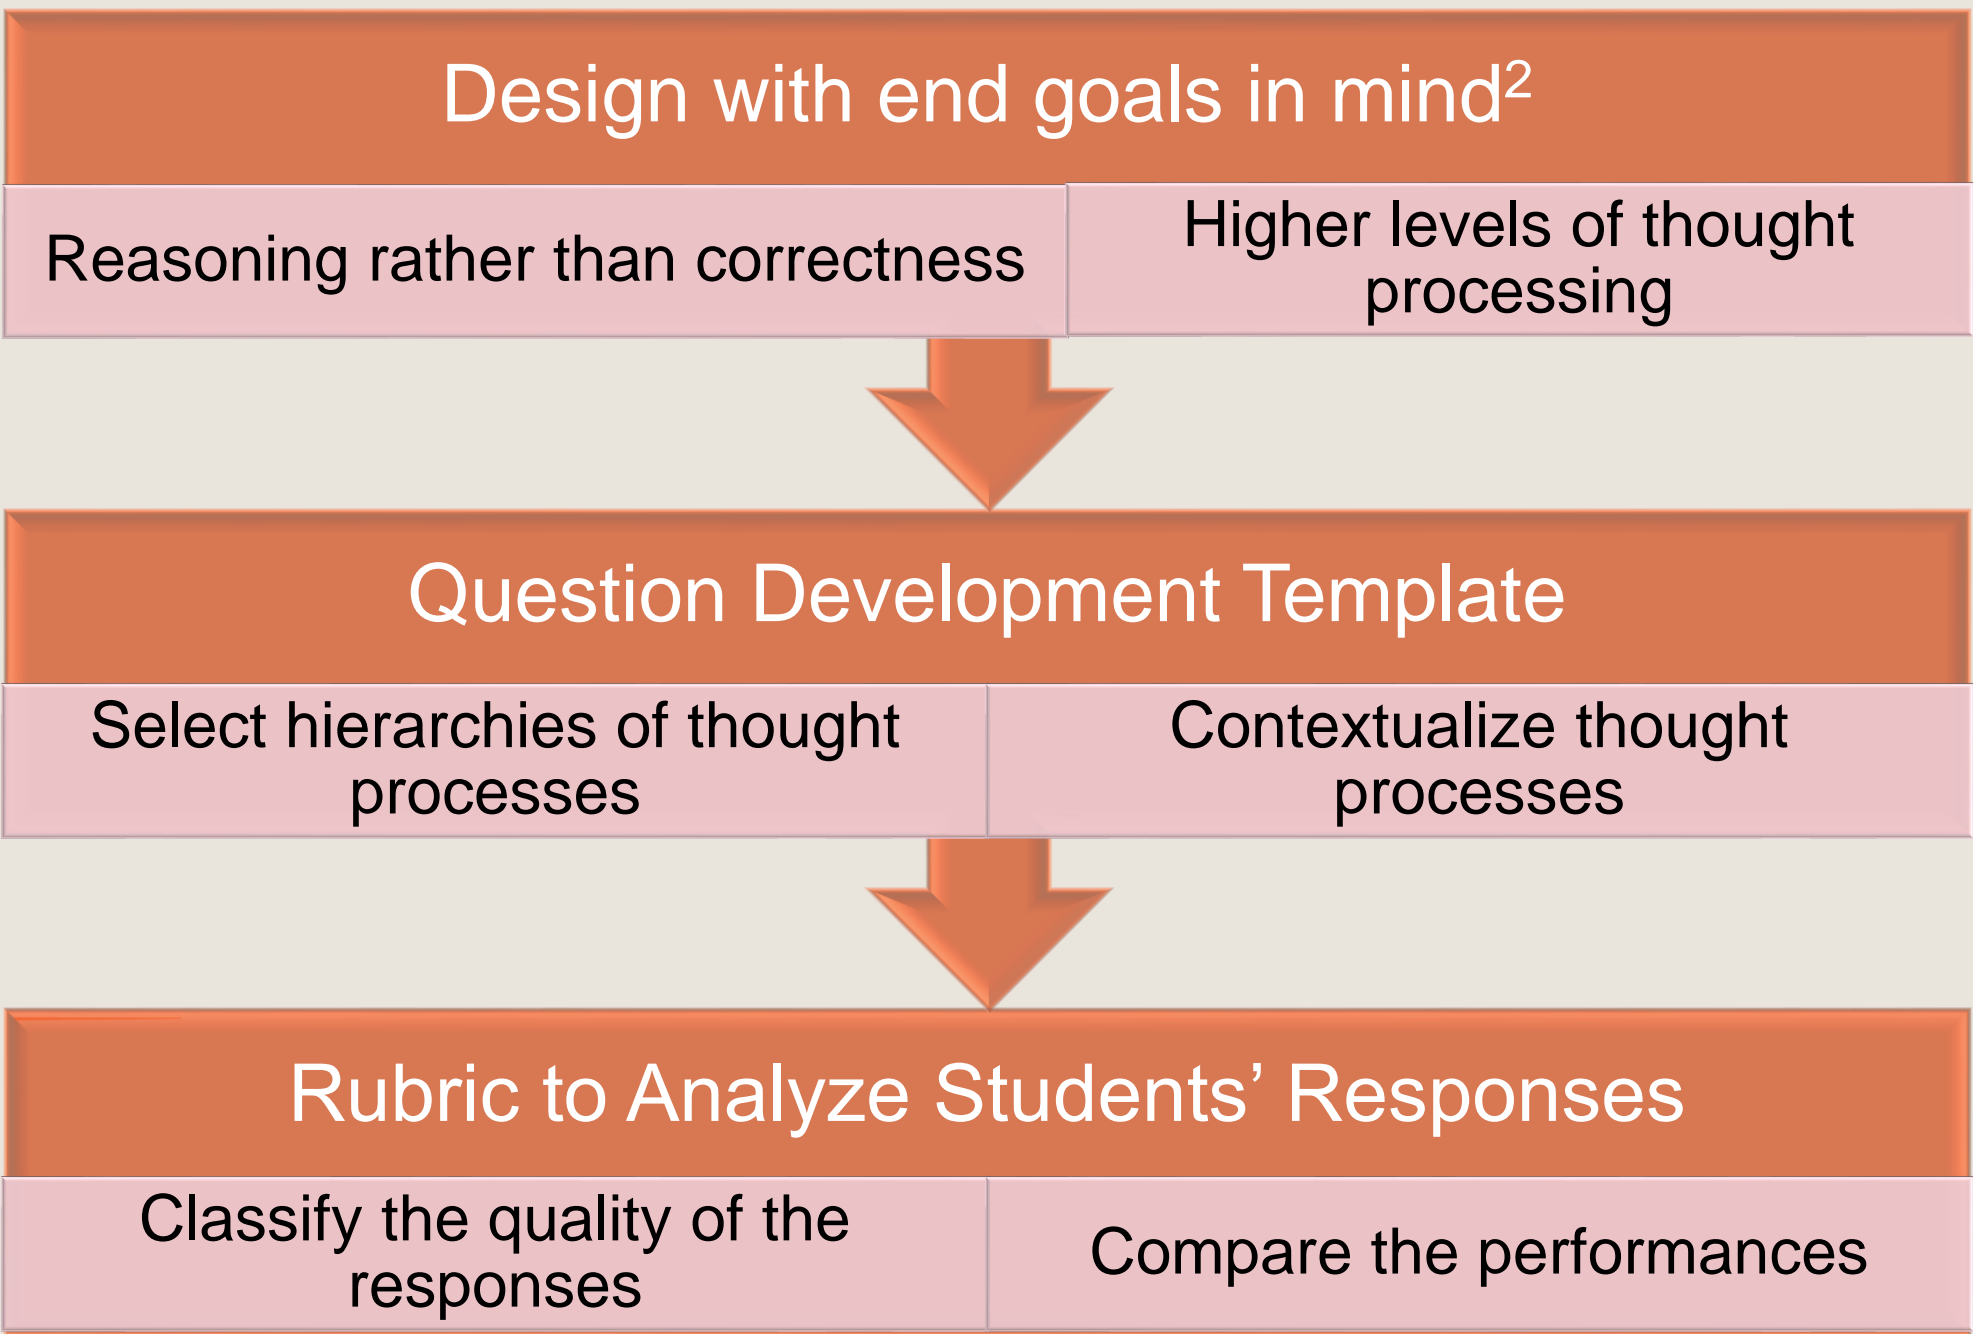 Design with end goals in mind²
Reasoning rather than correctness
Higher levels of thought
processing
Question Development Template
Select hierarchies of thought
processes
Contextualize thought
processes
Rubric to Analyze Students’ Responses
Classify the quality of the
responses
Compare the performances